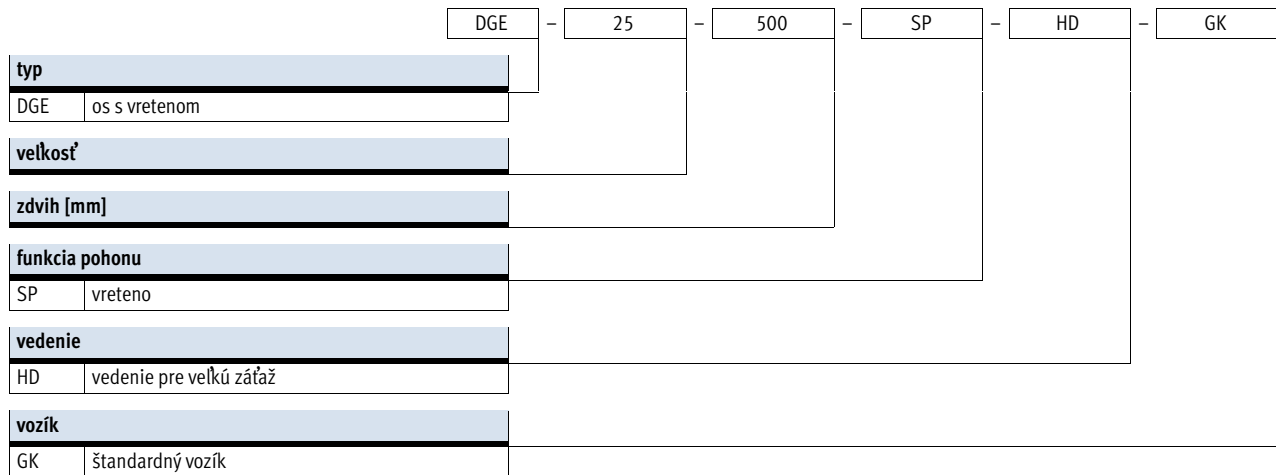 DGE – 25 – 500 – SP – HD – GK
typ
DGE os s vretenom
veľkosť
zdvih [mm]
funkcia pohonu
SP vreteno
vedenie
HD vedenie pre veľkú záťaž
vozík
GK štandardný vozík